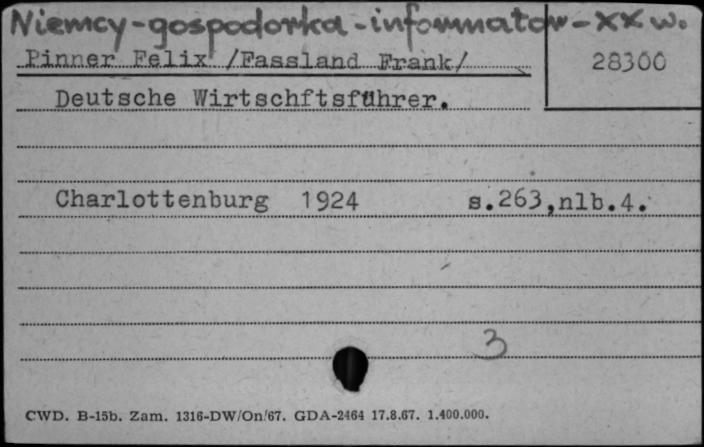 Niemcy-gospodarka-informator-XX w.
Pinner Felix /Fassland Frank/
28300
Deutsche Wirtschftsführer.
Charlottenburg 1924 s.263,nlb.4.
3
CWD. B-15b. Zam. 1316-DW/On/67. GDA-2464 17.8.67. 1.400.000.